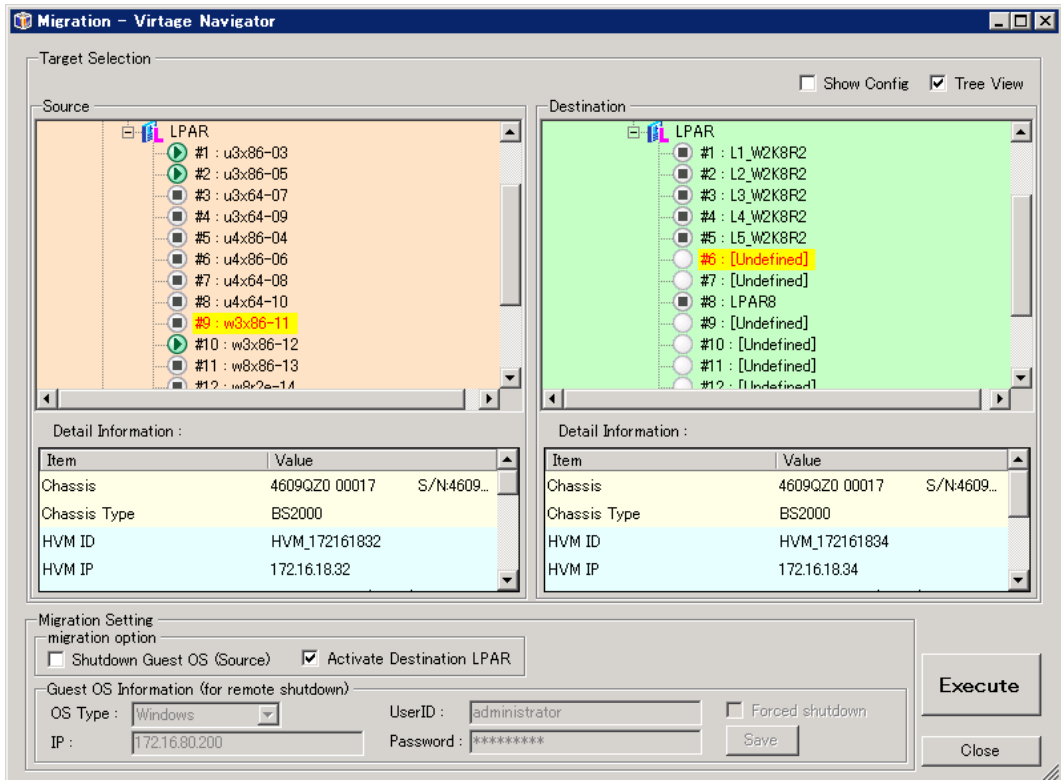 Migration - Virtage Navigator
Target Selection
Show Config Tree View
Source
LPAR
#1 : u3x86-03
#2 : u3x86-05
#3 : u3x64-07
#4 : u3x64-09
#5 : u4x86-04
#6 : u4x86-06
#7 : u4x64-08
#8 : u4x64-10
#9 : w3x86-11
#10 : w3x86-12
#11 : w8x86-13
#12 : w8r2e-14
Detail Information :
Item Value
Chassis 4609QZ0 00017 S/N:4609...
Chassis Type BS2000
HVM ID HVM_172161832
HVM IP 172.16.18.32
Destination
LPAR
#1 : L1_W2K8R2
#2 : L2_W2K8R2
#3 : L3_W2K8R2
#4 : L4_W2K8R2
#5 : L5_W2K8R2
#6 : [Undefined]
#7 : [Undefined]
#8 : LPAR8
#9 : [Undefined]
#10 : [Undefined]
#11 : [Undefined]
#12 : [Undefined]
Detail Information :
Item Value
Chassis 4609QZ0 00017 S/N:4609...
Chassis Type BS2000
HVM ID HVM_172161834
HVM IP 172.16.18.34
Migration Setting
migration option
Shutdown Guest OS (Source) Activate Destination LPAR
Guest OS Information (for remote shutdown)
OS Type : Windows UserID : administrator Forced shutdown
IP : 172.16.80.200 Password : ********* Save
Execute
Close